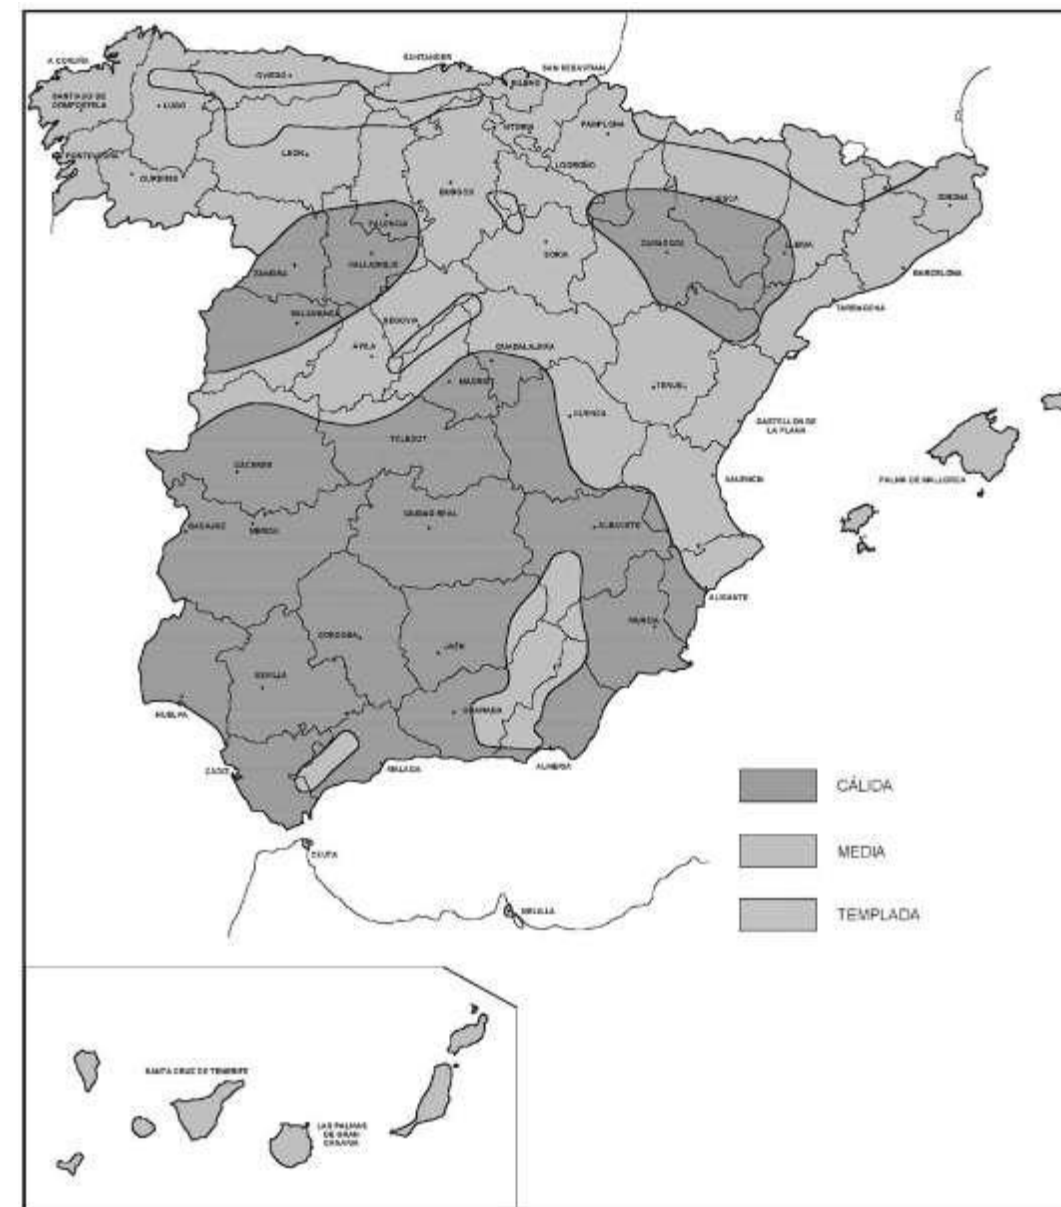 A CORUÑA
SANTANDER
SAN SEBASTIAN
OVIEDO
BILBAO
SANTIAGO DE
COMPOSTELA
LUGO
VITORIA
PAMPLONA
PONTEVEDRA
LEON
LOGROÑO
OURENSE
BURGOS
HUESCA
GIRONA
PALENCIA
ZARAGOZA
LLEIDA
SORIA
ZAMORA
VALLADOLID
BARCELONA
TARRAGONA
SALAMANCA
SEGOVIA
AVILA
GUADALAJARA
MADRID
TERUEL
CUENCA
CASTELLON DE
LA PLANA
TOLEDO
CACERES
VALENCIA
PALMA DE MALLORCA
BADAJOZ
MERIDA
CIUDAD REAL
ALBACETE
ALICANTE
CORDOBA
JAÉN
MURCIA
SEVILLA
HUELVA
GRANADA
CADIZ
MALAGA
ALMERIA
CÁLIDA
CEUTA
MEDIA
MELILLA
TEMPLADA
SANTA CRUZ DE TENERIFE
LAS PALMAS
DE GRAN
CANARIA